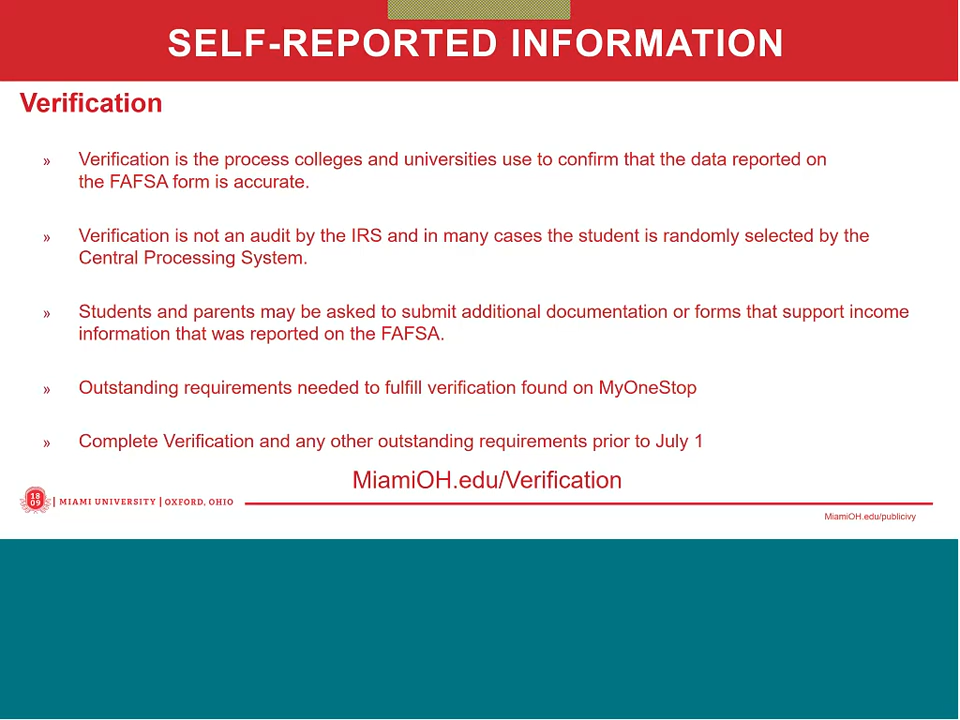 SELF-REPORTED INFORMATION
Verification
» Verification is the process colleges and universities use to confirm that the data reported on
the FAFSA form is accurate.
» Verification is not an audit by the IRS and in many cases the student is randomly selected by the
Central Processing System.
» Students and parents may be asked to submit additional documentation or forms that support income
information that was reported on the FAFSA.
» Outstanding requirements needed to fulfill verification found on MyOneStop
» Complete Verification and any other outstanding requirements prior to July 1
MiamiOH.edu/Verification
18
09
MIAMI UNIVERSITY | OXFORD, OHIO
MiamiOH.edu/publicivy